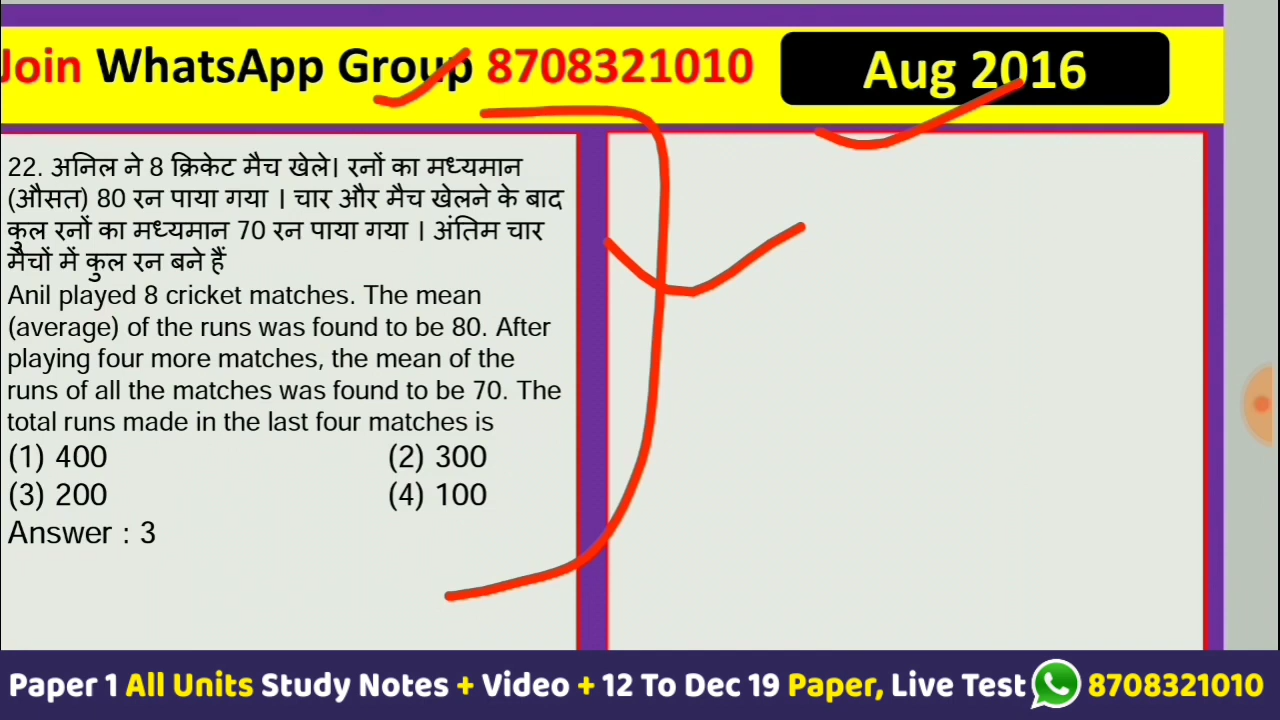 Join WhatsApp Group 8708321010
Aug 2016
22. अनिल ने 8 क्रिकेट मैच खेले। रनों का मध्यमान
(औसत) 80 रन पाया गया । चार और मैच खेलने के बाद
कुल रनों का मध्यमान 70 रन पाया गया । अंतिम चार
मैचों में कुल रन बने हैं
Anil played 8 cricket matches. The mean
(average) of the runs was found to be 80. After
playing four more matches, the mean of the
runs of all the matches was found to be 70. The
total runs made in the last four matches is
(1) 400 (2) 300
(3) 200 (4) 100
Answer : 3
Paper 1 All Units Study Notes + Video + 12 To Dec 19 Paper, Live Test 8708321010